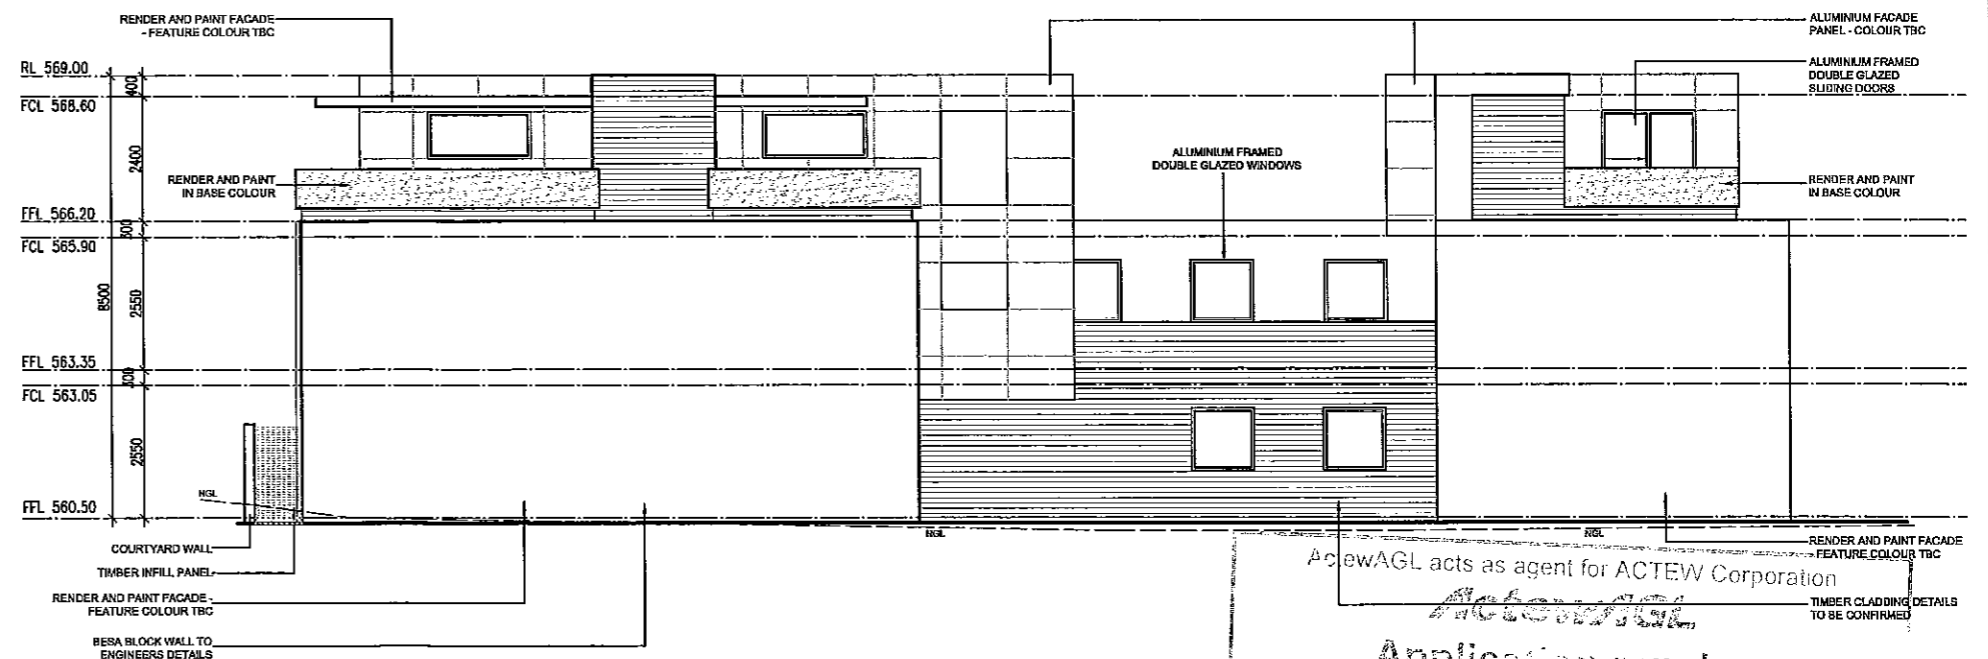 RENDER AND PAINT FACADE
- FEATURE COLOUR TBC
ALUMINIUM FACADE
PANEL - COLOUR TBC
RL 569.00
400
FCL 568.60
ALUMINIUM FRAMED
DOUBLE GLAZED
SLIDING DOORS
2400
ALUMINIUM FRAMED
DOUBLE GLAZED WINDOWS
RENDER AND PAINT
IN BASE COLOUR
RENDER AND PAINT
IN BASE COLOUR
FFL 566.20
300
FCL 565.90
8500
2550
FFL 563.35
300
FCL 563.05
2550
NGL
FFL 560.50
NGL
NGL
COURTYARD WALL
TIMBER INFILL PANEL
RENDER AND PAINT FACADE -
FEATURE COLOUR TBC
BESA BLOCK WALL TO
ENGINEERS DETAILS
RENDER AND PAINT FACADE
- FEATURE COLOUR TBC
TIMBER CLADDING DETAILS
TO BE CONFIRMED
ActewAGL acts as agent for ACTEW Corporation
ActewAGL